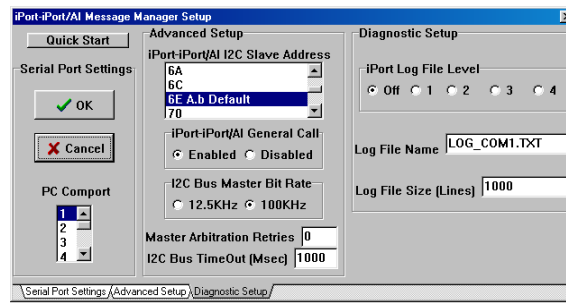 iPort-iPort/AI Message Manager Setup
Quick Start
Serial Port Settings
OK
Cancel
PC Comport
1
2
3
4
Advanced Setup
iPort-iPort/AI I2C Slave Address
6A
6C
6E A.b Default
70
iPort-iPort/AI General Call
Enabled Disabled
I2C Bus Master Bit Rate
12.5KHz 100KHz
Master Arbitration Retries 0
I2C Bus TimeOut (Msec) 1000
Diagnostic Setup
iPort Log File Level
Off 1 2 3 4
Log File Name LOG_COM1.TXT
Log File Size (Lines) 1000
Serial Port Settings Advanced Setup Diagnostic Setup